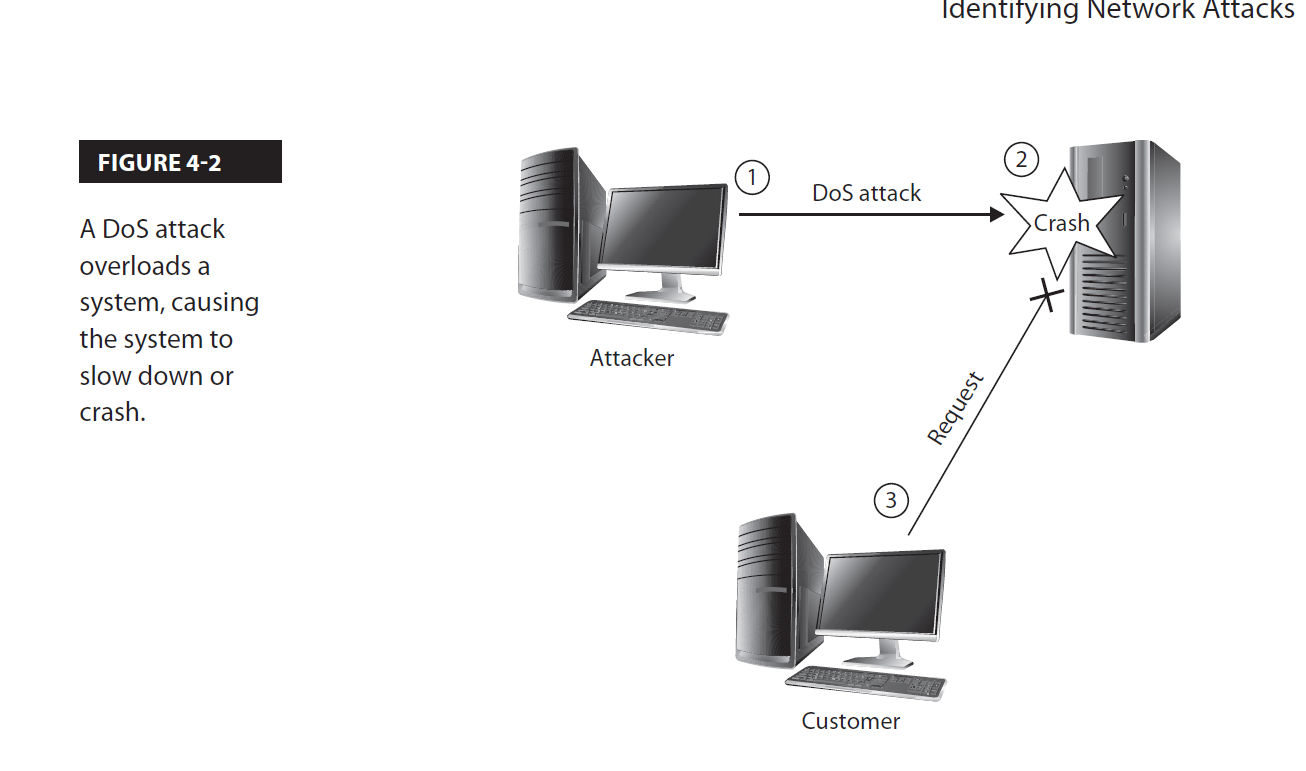 Identifying Network Attacks
FIGURE 4-2
A DoS attack
overloads a
system, causing
the system to
slow down or
crash.
1
DoS attack
2
Crash
Attacker
Request
3
Customer